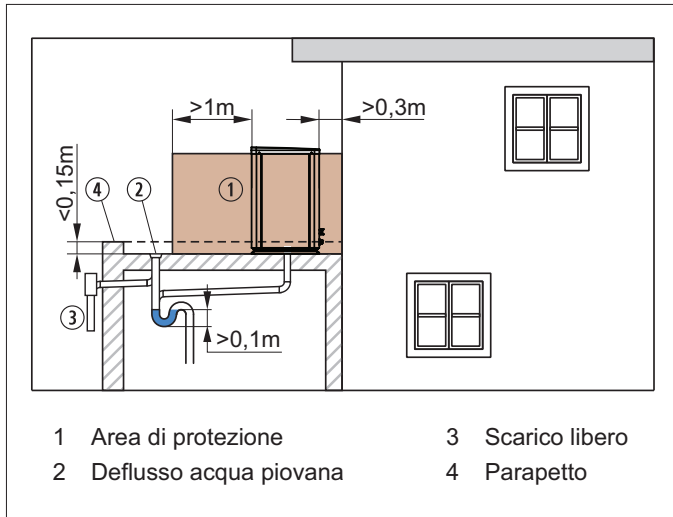 >1m
>0,3m
<0,15m
4
2
1
3
>0,1m
1 Area di protezione
2 Deflusso acqua piovana
3 Scarico libero
4 Parapetto